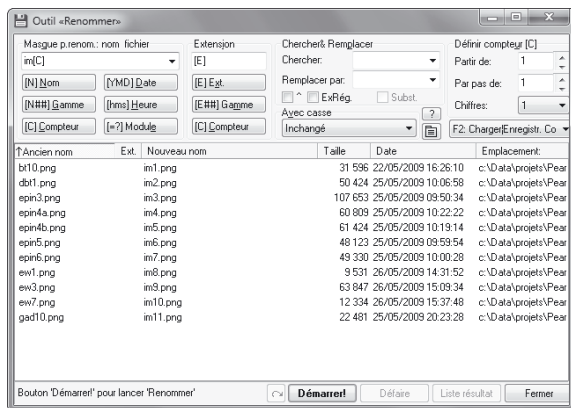 Outil «Renommer»
Masque p.renom.: nom fichier
Extension
Chercher& Remplacer
Définir compteur [C]
im[C]
[E]
Chercher:
Partir de: 1
[N] Nom
[YMD] Date
[E] Ext.
Remplacer par:
Par pas de: 1
[N##] Gamme
[hms] Heure
[E##] Gamme
^ ExRég.
Subst.
Chiffres: 1
[C] Compteur
[=?] Module
[C] Compteur
Avec casse
?
Inchangé
F2: Charger|Enregistr. Co
↑Ancien nom Ext. Nouveau nom Taille Date Emplacement:
bt10.png im1.png 31 596 22/05/2009 16:26:10 c:\Data\projets\Pear
dbt1.png im2.png 50 424 25/05/2009 10:06:58 c:\Data\projets\Pear
epin3.png im3.png 107 653 25/05/2009 09:50:34 c:\Data\projets\Pear
epin4a.png im4.png 60 809 25/05/2009 10:22:22 c:\Data\projets\Pear
epin4b.png im5.png 61 424 25/05/2009 10:19:14 c:\Data\projets\Pear
epin5.png im6.png 48 123 25/05/2009 09:59:54 c:\Data\projets\Pear
epin6.png im7.png 49 330 25/05/2009 10:00:28 c:\Data\projets\Pear
ew1.png im8.png 9 531 26/05/2009 14:31:52 c:\Data\projets\Pear
ew3.png im9.png 63 847 26/05/2009 15:09:34 c:\Data\projets\Pear
ew7.png im10.png 12 334 26/05/2009 15:37:48 c:\Data\projets\Pear
gad10.png im11.png 22 481 25/05/2009 20:23:28 c:\Data\projets\Pear
Bouton 'Démarrer!' pour lancer 'Renommer'
Démarrer!
Défaire
Liste résultat
Fermer